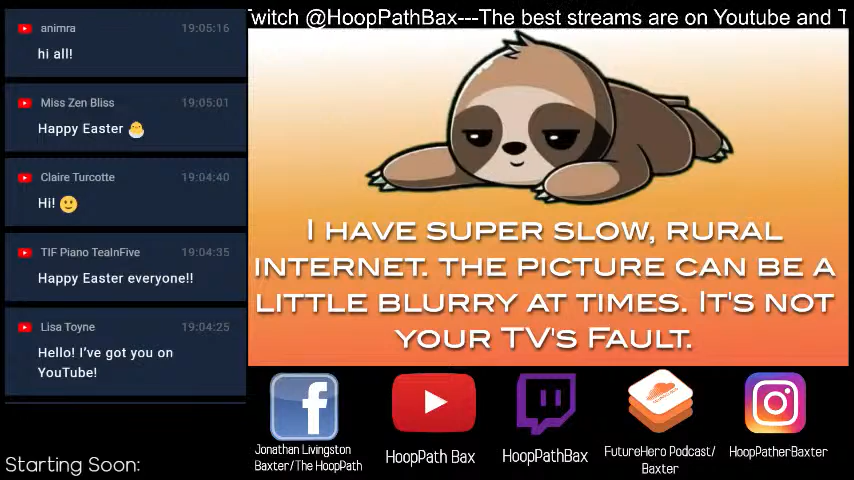 Twitch @HoopPathBax---The best streams are on Youtube and T
animra 19:05:16
hi all!
Miss Zen Bliss 19:05:01
Happy Easter 🐣
Claire Turcotte 19:04:40
Hi! 🙂
TIF Piano TeaInFive 19:04:35
Happy Easter everyone!!
Lisa Toyne 19:04:25
Hello! I've got you on
YouTube!
I HAVE SUPER SLOW, RURAL
INTERNET. THE PICTURE CAN BE A
LITTLE BLURRY AT TIMES. IT'S NOT
YOUR TV'S FAULT.
Jonathan Livingston
Baxter/The HoopPath
HoopPath Bax
HoopPathBax
FutureHero Podcast/
Baxter
HoopPatherBaxter
Starting Soon: